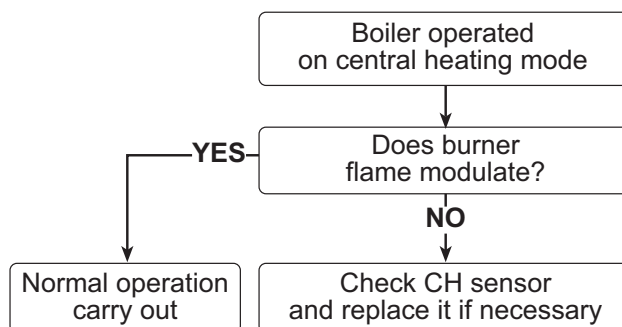 Boiler operated
on central heating mode
Does burner
flame modulate?
YES
NO
Normal operation
carry out
Check CH sensor
and replace it if necessary